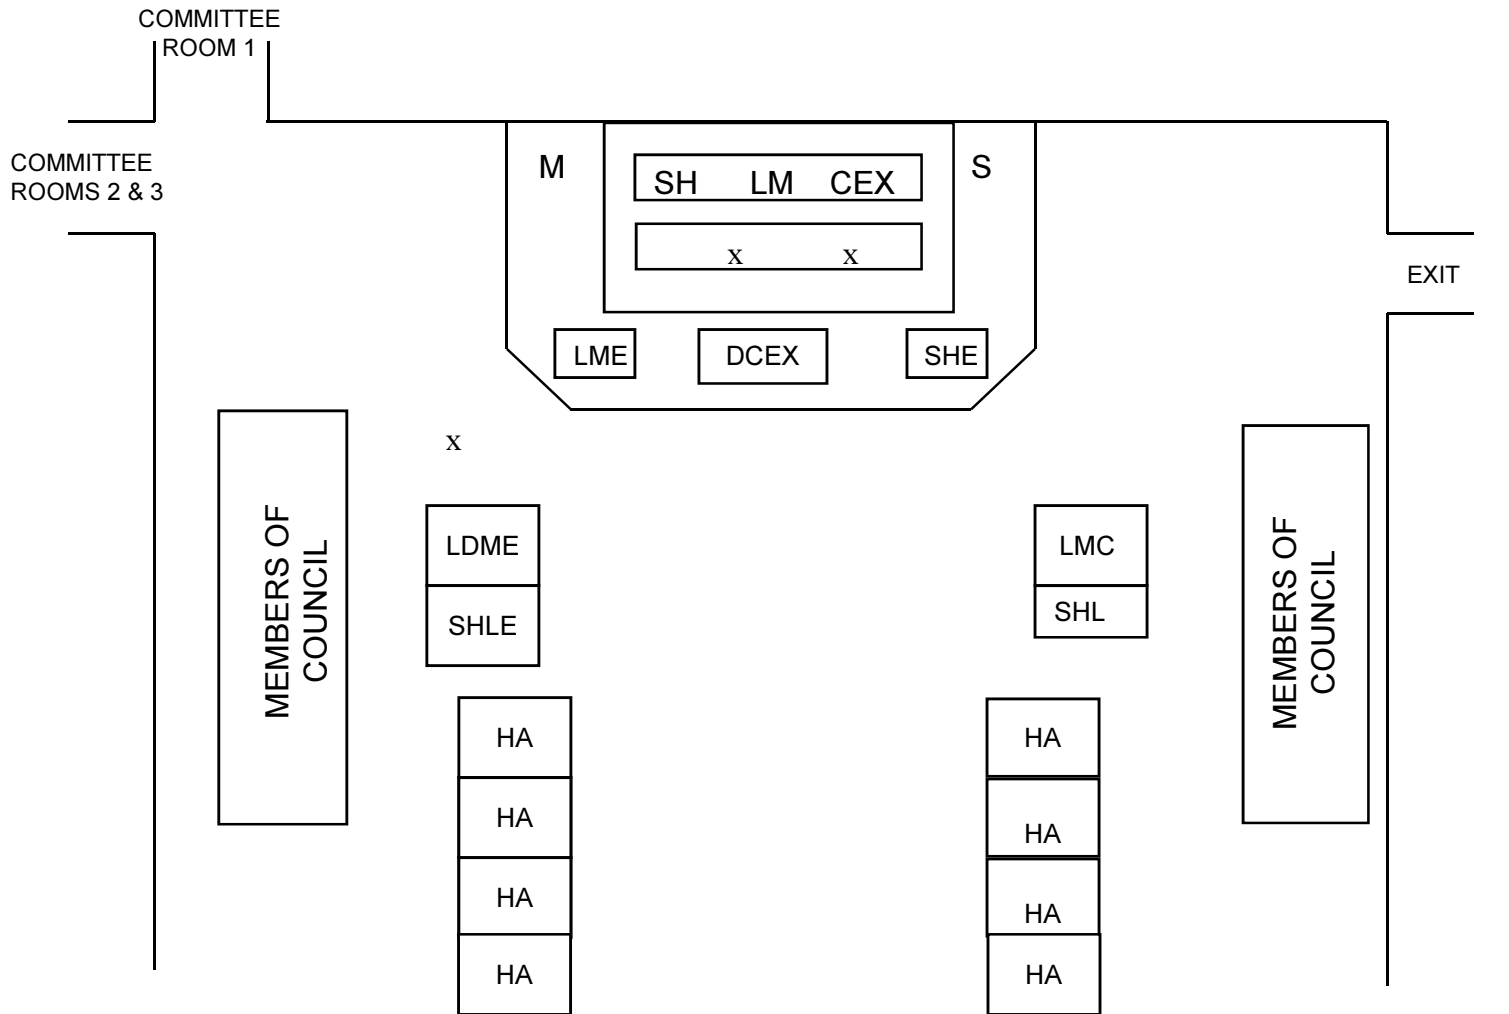 COMMITTEE
ROOM 1
COMMITTEE
ROOMS 2 & 3
M
SH LM CEX
S
x x
EXIT
LME
DCEX
SHE
x
MEMBERS OF
COUNCIL
LDME
SHLE
LMC
SHL
MEMBERS OF
COUNCIL
HA
HA
HA
HA
HA
HA
HA
HA